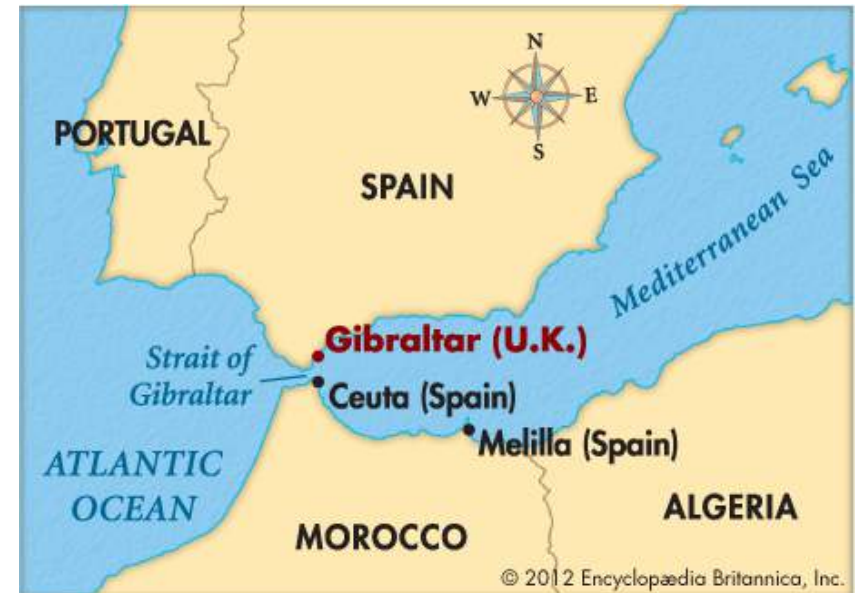 N
W
E
S
PORTUGAL
SPAIN
Mediterranean Sea
Gibraltar (U.K.)
Strait of
Gibraltar
Ceuta (Spain)
Melilla (Spain)
ATLANTIC
OCEAN
ALGERIA
MOROCCO
© 2012 Encyclopædia Britannica, Inc.